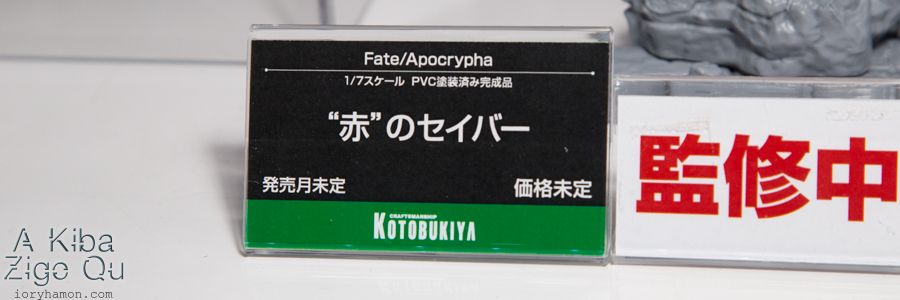 Fate/Apocrypha
1/7スケール PVC塗装済み完成品
“赤”のセイバー
発売月未定 価格未定
CRAFTSMANSHIP
KOTOBUKIYA
監修中
A Kiba
Zigo Qu
ioryhamon.com